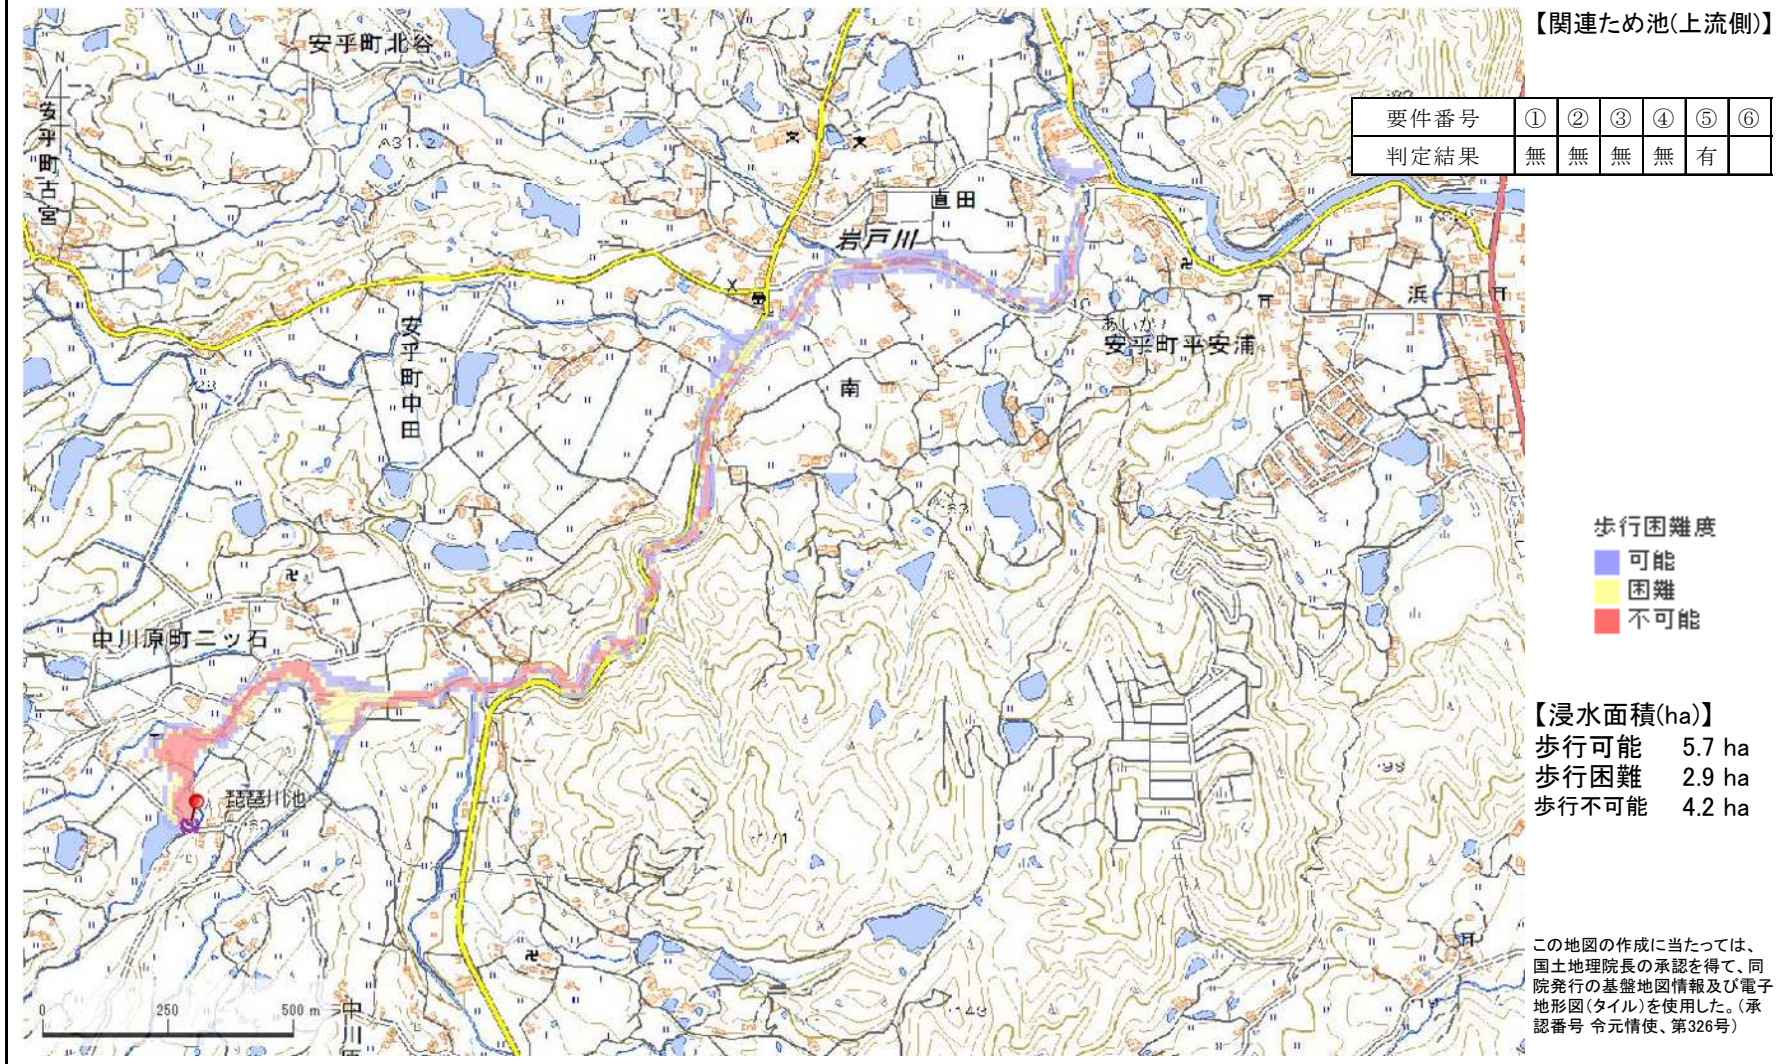 【関連ため池(上流側)】
要件番号 ① ② ③ ④ ⑤ ⑥
判定結果 無 無 無 無 有
安乎町北谷
N
安乎町古宮
直田
岩戸川
浜
あいが
安乎町平安浦
安乎町中田
南
中川原町二ッ石
琵琶川池
歩行困難度
可能
困難
不可能
【浸水面積(ha)】
歩行可能 5.7 ha
歩行困難 2.9 ha
歩行不可能 4.2 ha
0 250 500 m
この地図の作成に当たっては、
国土地理院長の承認を得て、同
院発行の基盤地図情報及び電子
地形図(タイル)を使用した。(承
認番号 令元情使、第326号)